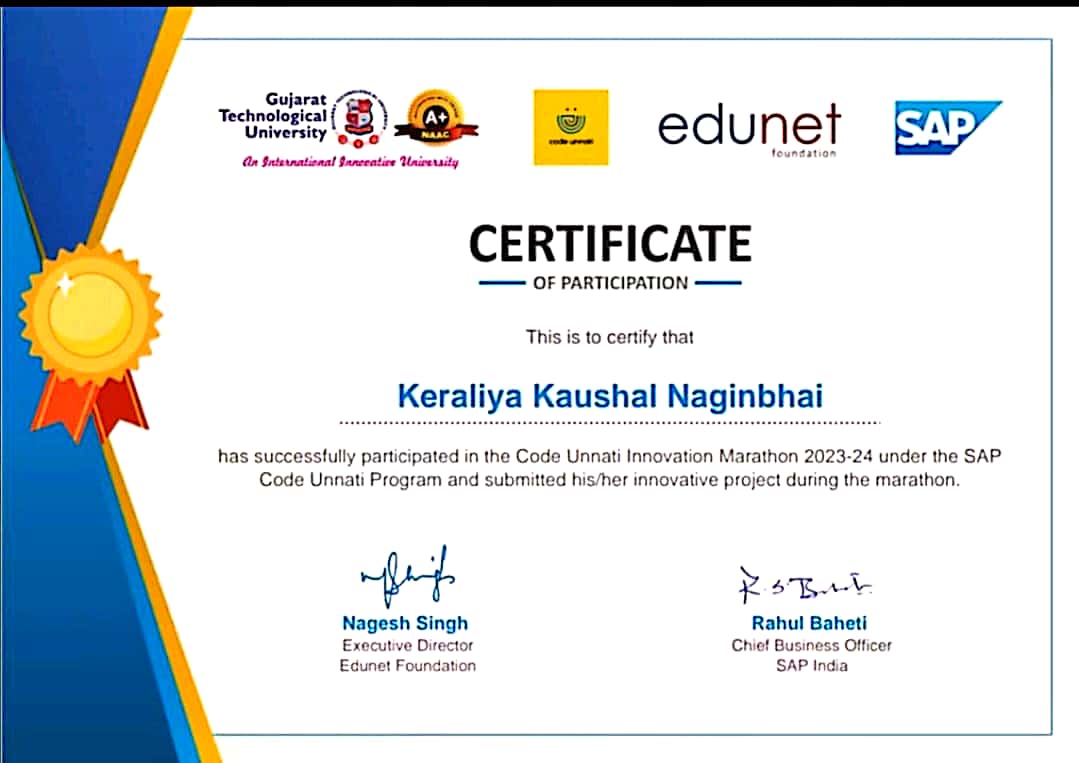 Gujarat
Technological
University
A+
NAAC
An International Innovative University
code unnati
edunet
foundation
SAP
CERTIFICATE
OF PARTICIPATION
This is to certify that
Keraliya Kaushal Naginbhai
has successfully participated in the Code Unnati Innovation Marathon 2023-24 under the SAP
Code Unnati Program and submitted his/her innovative project during the marathon.
Nagesh Singh
Executive Director
Edunet Foundation
Rahul Baheti
Chief Business Officer
SAP India